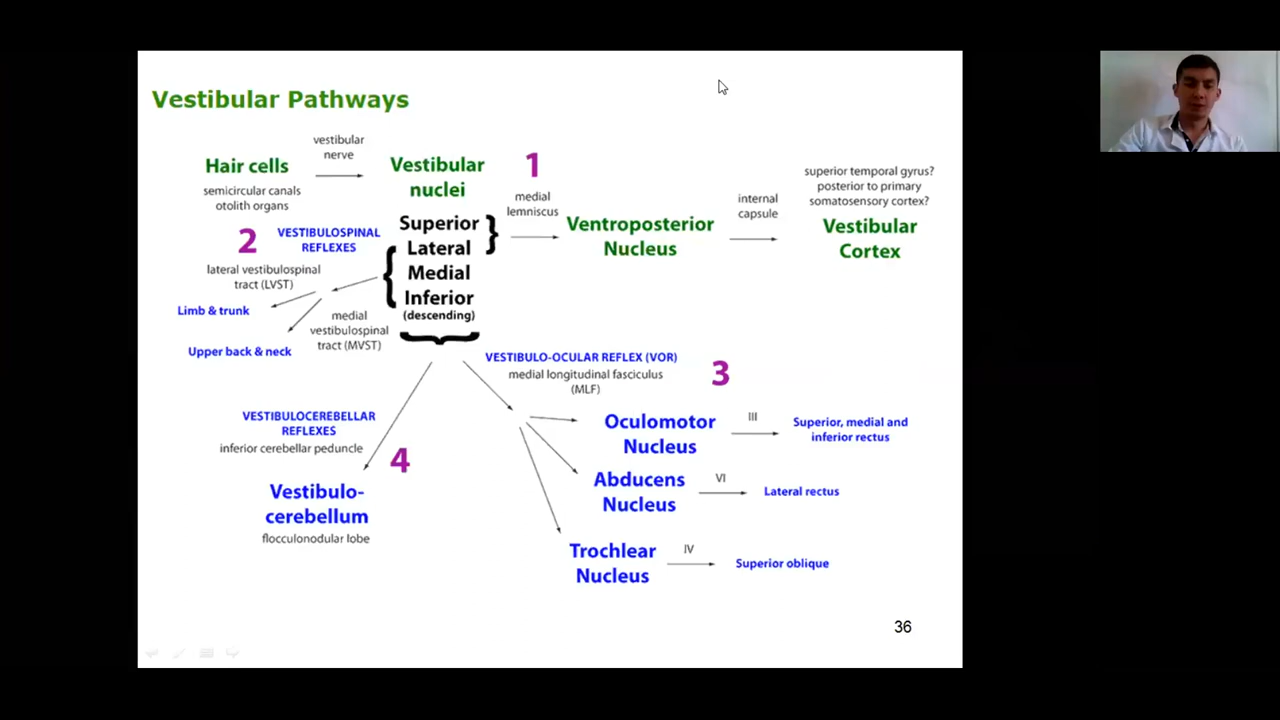 Vestibular Pathways
Hair cells
semicircular canals
otolith organs
vestibular
nerve
Vestibular
nuclei
Superior
Lateral
Medial
Inferior
(descending)
1
medial
lemniscus
Ventroposterior
Nucleus
internal
capsule
superior temporal gyrus?
posterior to primary
somatosensory cortex?
Vestibular
Cortex
2
VESTIBULOSPINAL
REFLEXES
lateral vestibulospinal
tract (LVST)
Limb & trunk
medial
vestibulospinal
tract (MVST)
Upper back & neck
VESTIBULO-OCULAR REFLEX (VOR)
medial longitudinal fasciculus
(MLF)
3
Oculomotor
Nucleus
III
Superior, medial and
inferior rectus
Abducens
Nucleus
VI
Lateral rectus
Trochlear
Nucleus
IV
Superior oblique
VESTIBULOCEREBELLAR
REFLEXES
inferior cerebellar peduncle
4
Vestibulo-
cerebellum
flocculonodular lobe
36